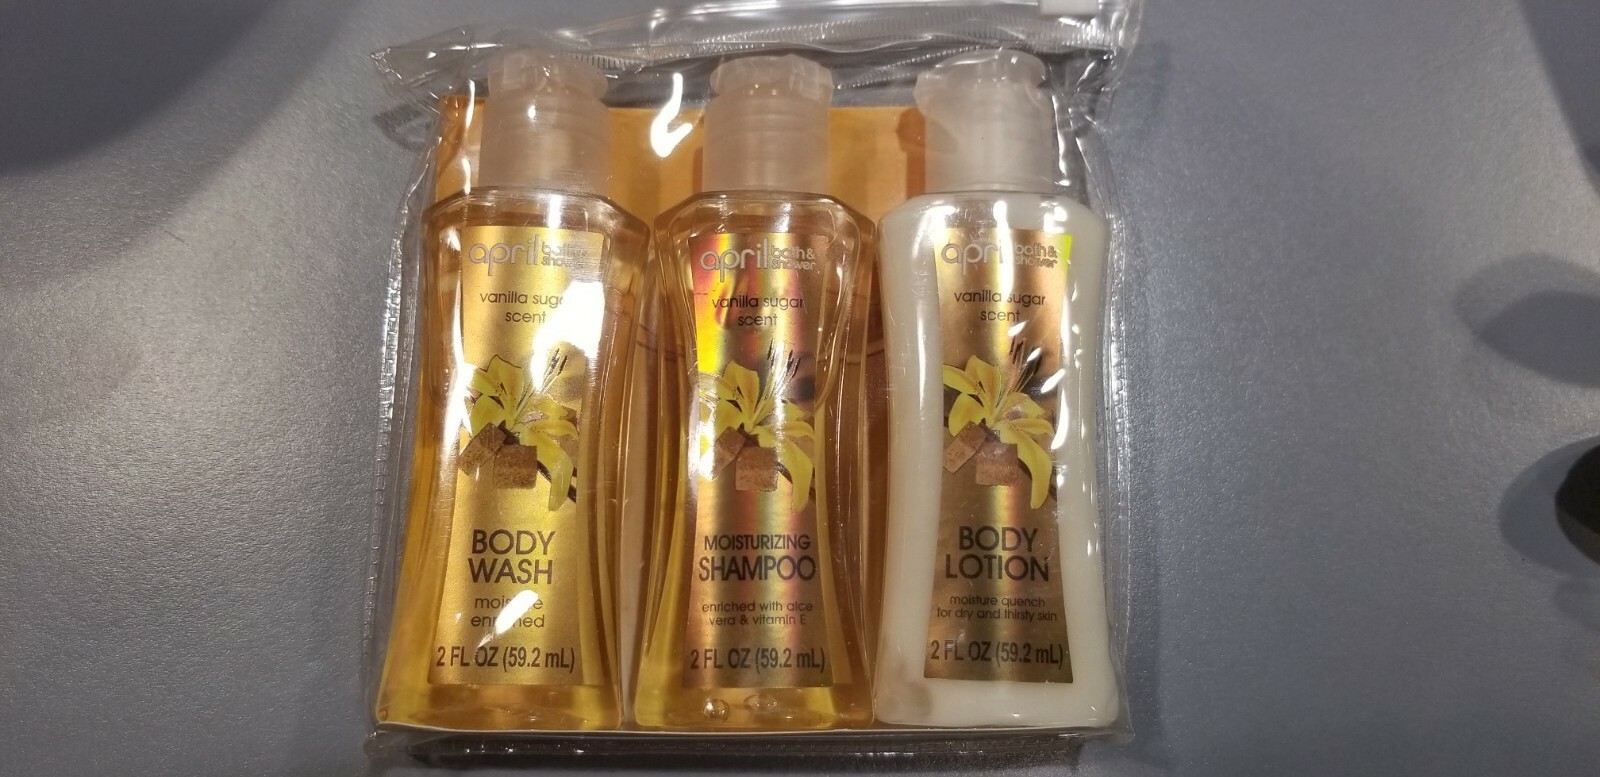 april bath & shower
vanilla scent
BODY
WASH
2 FL OZ (59.2 mL)
april bath & shower
vanilla sugar
scent
MOISTURIZING
SHAMPOO
enriched with aloe
vera & vitamin E
2 FL OZ (59.2 mL)
april bath & shower
vanilla sugar
scent
BODY
LOTION
moisture quench
for dry and thirsty skin
2 FL OZ (59.2 mL)